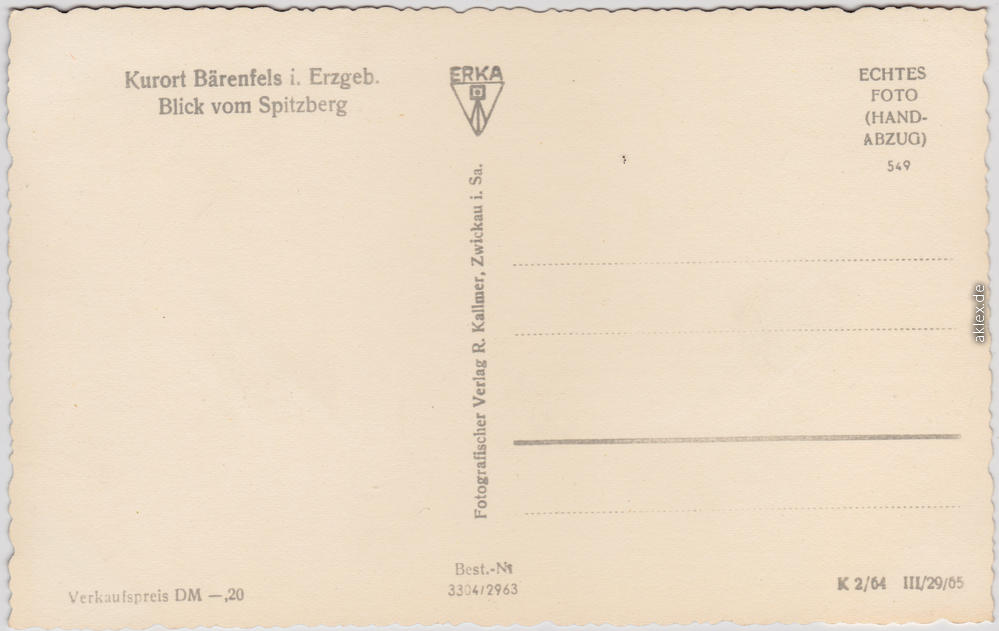 Kurort Bärenfels i. Erzgeb.
Blick vom Spitzberg
ERKA
Fotografischer Verlag R. Kallmer, Zwickau i. Sa.
ECHTES
FOTO
(HAND-
ABZUG)
549
Verkaufspreis DM —,20
Best.-Nr
3304/2963
K 2/64 III/29/65
aklex.de